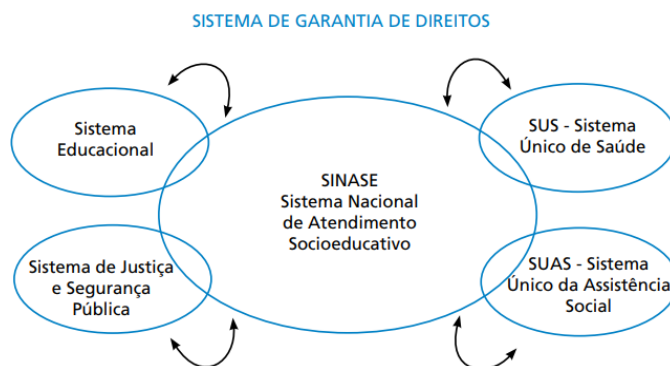 SISTEMA DE GARANTIA DE DIREITOS
Sistema
Educacional
SUS - Sistema
Único de Saúde
SINASE
Sistema Nacional
de Atendimento
Socioeducativo
Sistema de Justiça
e Segurança
Pública
SUAS - Sistema
Único da Assistência
Social